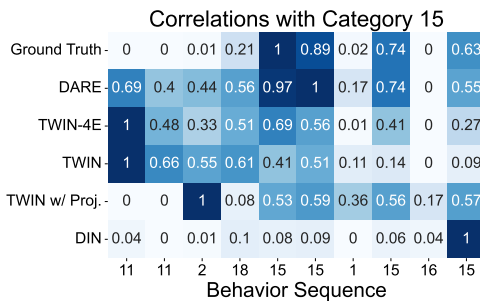 Correlations with Category 15
Ground Truth 0 0 0.01 0.21 1 0.89 0.02 0.74 0 0.63
DARE 0.69 0.4 0.44 0.56 0.97 1 0.17 0.74 0 0.55
TWIN-4E 1 0.48 0.33 0.51 0.69 0.56 0.01 0.41 0 0.27
TWIN 1 0.66 0.55 0.61 0.41 0.51 0.11 0.14 0 0.09
TWIN w/ Proj. 0 0 1 0.08 0.53 0.59 0.36 0.56 0.17 0.57
DIN 0.04 0 0.01 0.1 0.08 0.09 0 0.06 0.04 1
11 11 2 18 15 15 1 15 16 15
Behavior Sequence